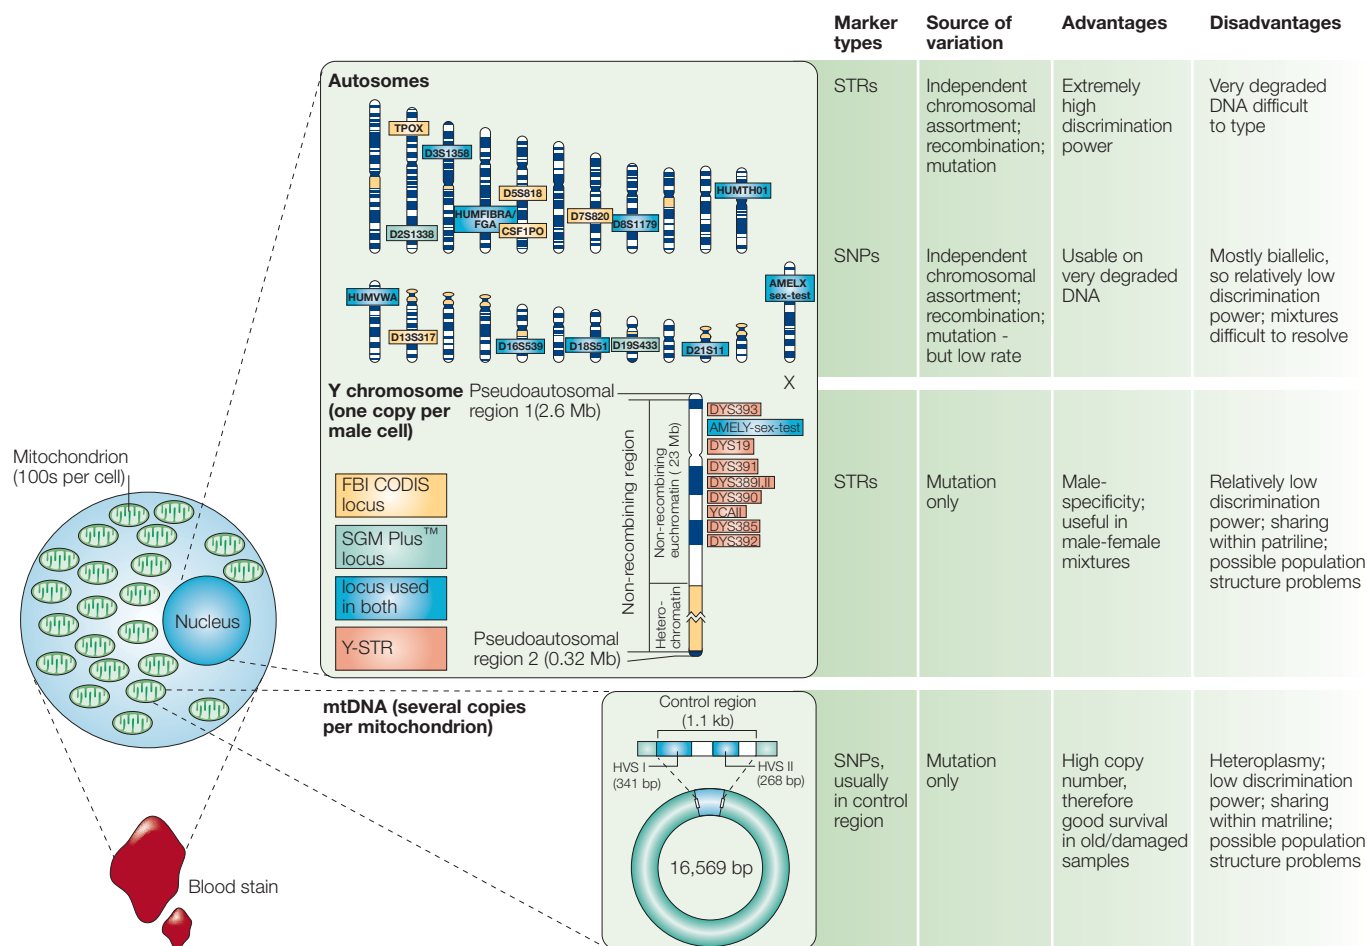 Marker
types
Source of
variation
Advantages
Disadvantages
Autosomes
TPOX
D3S1358
D5S818
HUMTH01
HUMFIBRA/
FGA
D7S820
D8S1179
D2S1338
CSF1PO
STRs
Independent
chromosomal
assortment;
recombination;
mutation
Extremely
high
discrimination
power
Very degraded
DNA difficult
to type
HUMVWA
AMELX
sex-test
D13S317
D16S539
D18S51
D19S433
D21S11
X
SNPs
Independent
chromosomal
assortment;
recombination;
mutation -
but low rate
Usable on
very degraded
DNA
Mostly biallelic,
so relatively low
discrimination
power; mixtures
difficult to resolve
Y chromosome
(one copy per
male cell)
Pseudoautosomal
region 1(2.6 Mb)
Non-recombining region
Non-recombining
euchromatin ( 23 Mb)
Hetero-
chromatin
DYS393
AMELY-sex-test
DYS19
DYS391
DYS389I,II
DYS390
YCAII
DYS385
DYS392
Pseudoautosomal
region 2 (0.32 Mb)
FBI CODIS
locus
SGM Plus™
locus
locus used
in both
Y-STR
STRs
Mutation
only
Male-
specificity;
useful in
male-female
mixtures
Relatively low
discrimination
power; sharing
within patriline;
possible population
structure problems
Mitochondrion
(100s per cell)
Nucleus
Blood stain
mtDNA (several copies
per mitochondrion)
Control region
(1.1 kb)
HVS I
(341 bp)
HVS II
(268 bp)
16,569 bp
SNPs,
usually
in control
region
Mutation
only
High copy
number,
therefore
good survival
in old/damaged
samples
Heteroplasmy;
low discrimination
power; sharing
within matriline;
possible population
structure problems